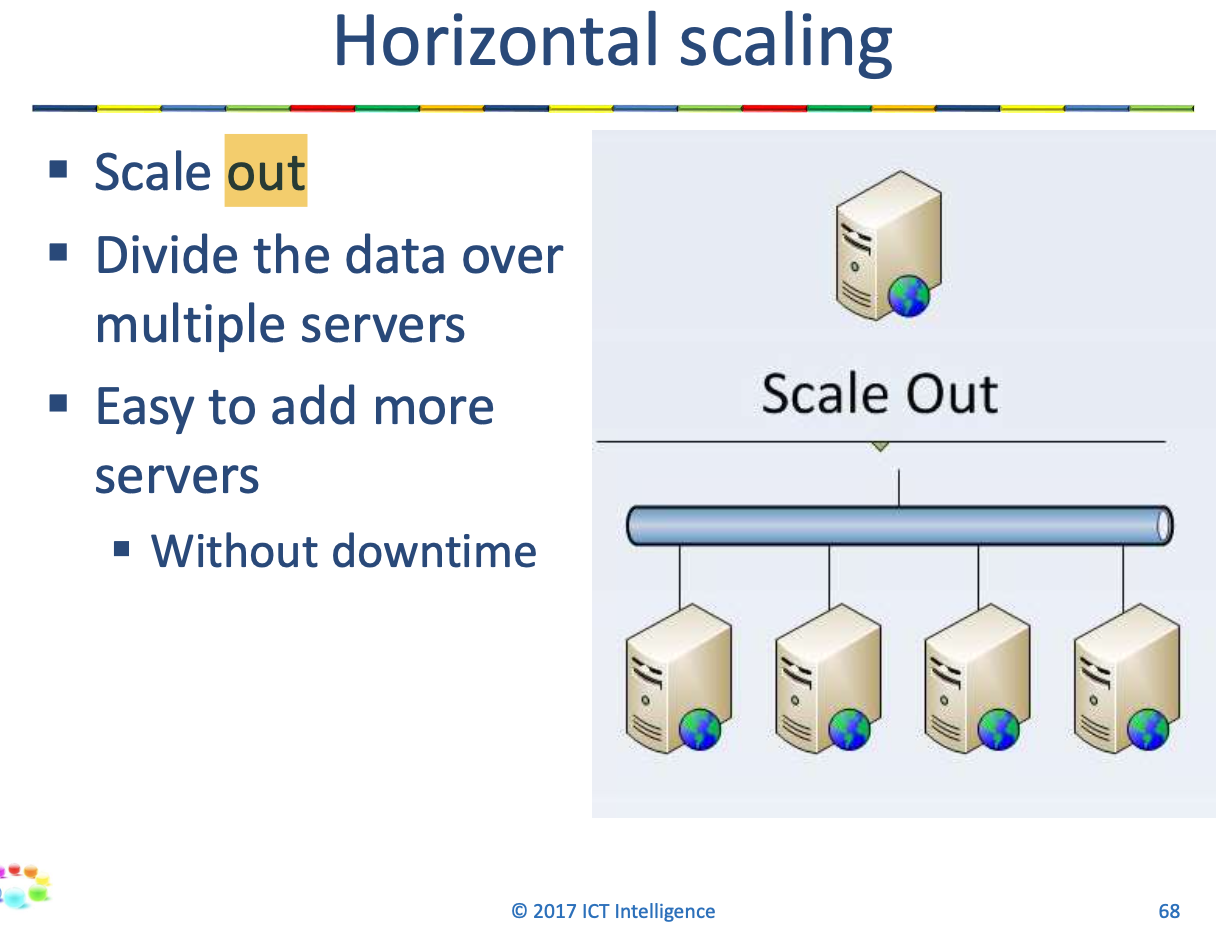 Horizontal scaling
Scale out
Divide the data over
multiple servers
Easy to add more
servers
Without downtime
Scale Out
© 2017 ICT Intelligence
68